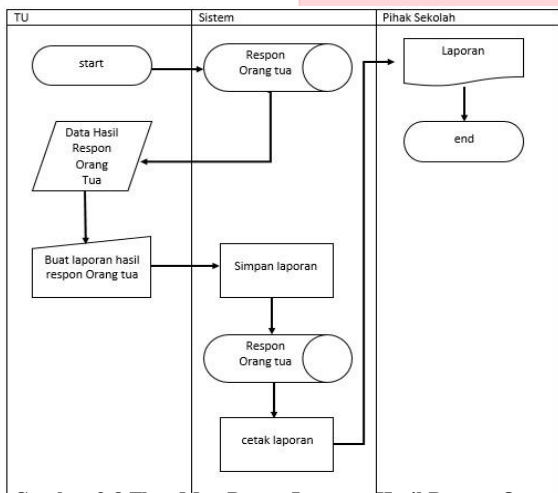 TU
Sistem
Pihak Sekolah
start
Respon
Orang tua
Laporan
end
Data Hasil
Respon
Orang
Tua
Buat laporan hasil
respon Orang tua
Simpan laporan
Respon
Orang tua
cetak laporan